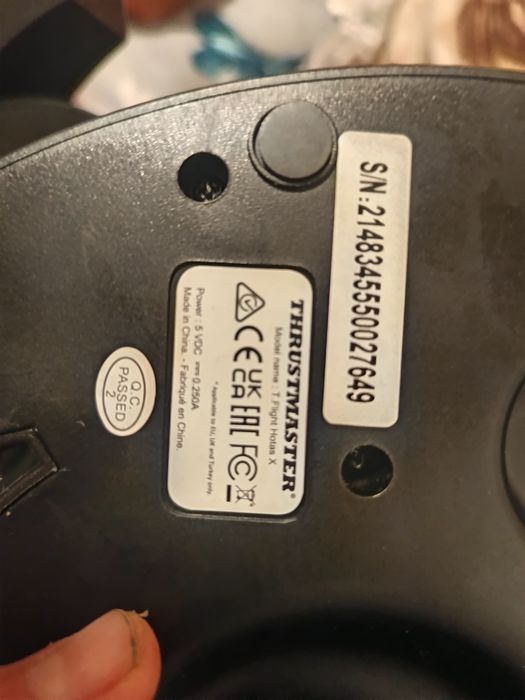 S/N:2148345550027649
THRUSTMASTER®
Model name : T.Flight Hotas X
CE UK CA EAC FC
* Applicable to EU, UK and Turkey only.
Power : 5 VDC ⎓ 0.250A
Made in China. - Fabriqué en Chine.
Q.C.
PASSED
2